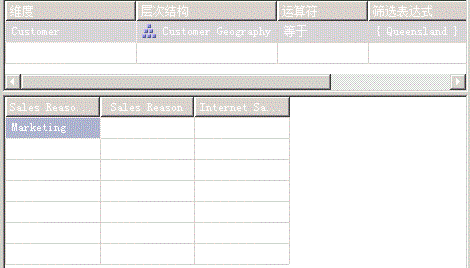 维度 层次结构 运算符 筛选表达式
Customer Customer Geography 等于 { Queensland }
Sales Reaso... Sales Reason Internet Sa...
Marketing